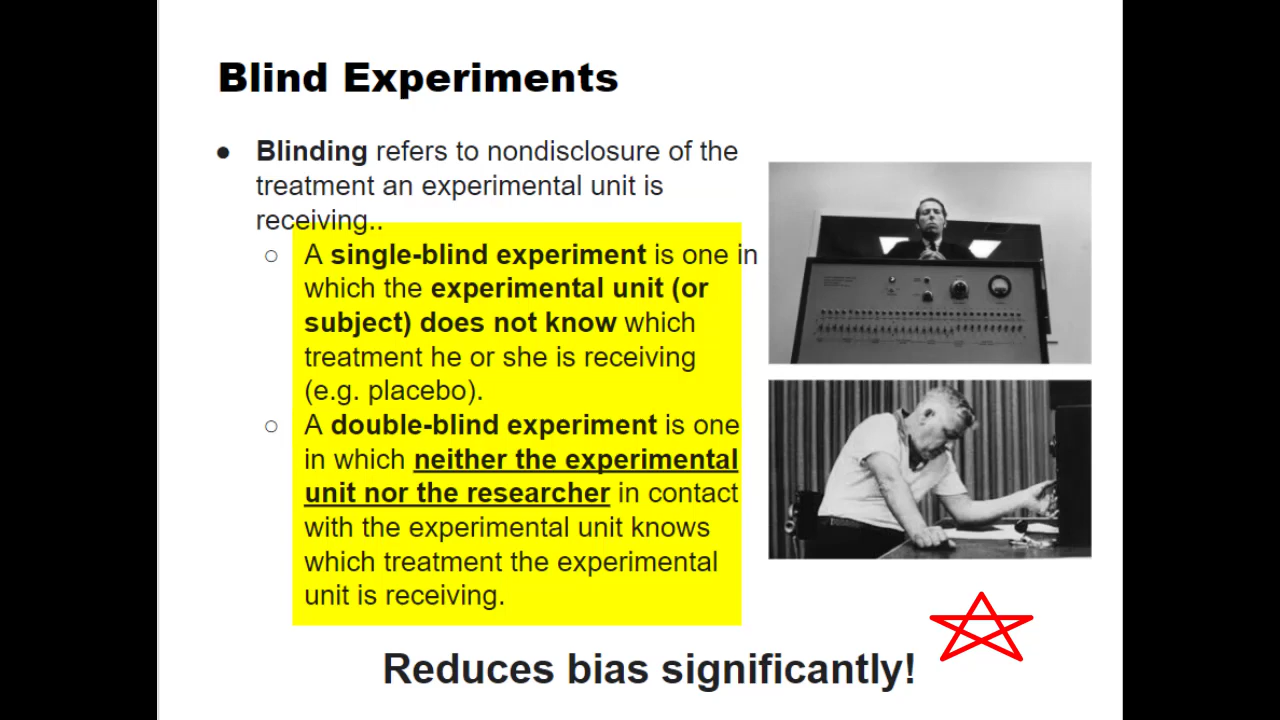 Blind Experiments
● Blinding refers to nondisclosure of the
treatment an experimental unit is
receiving..
○ A single-blind experiment is one in
which the experimental unit (or
subject) does not know which
treatment he or she is receiving
(e.g. placebo).
○ A double-blind experiment is one
in which neither the experimental
unit nor the researcher in contact
with the experimental unit knows
which treatment the experimental
unit is receiving.
Reduces bias significantly!